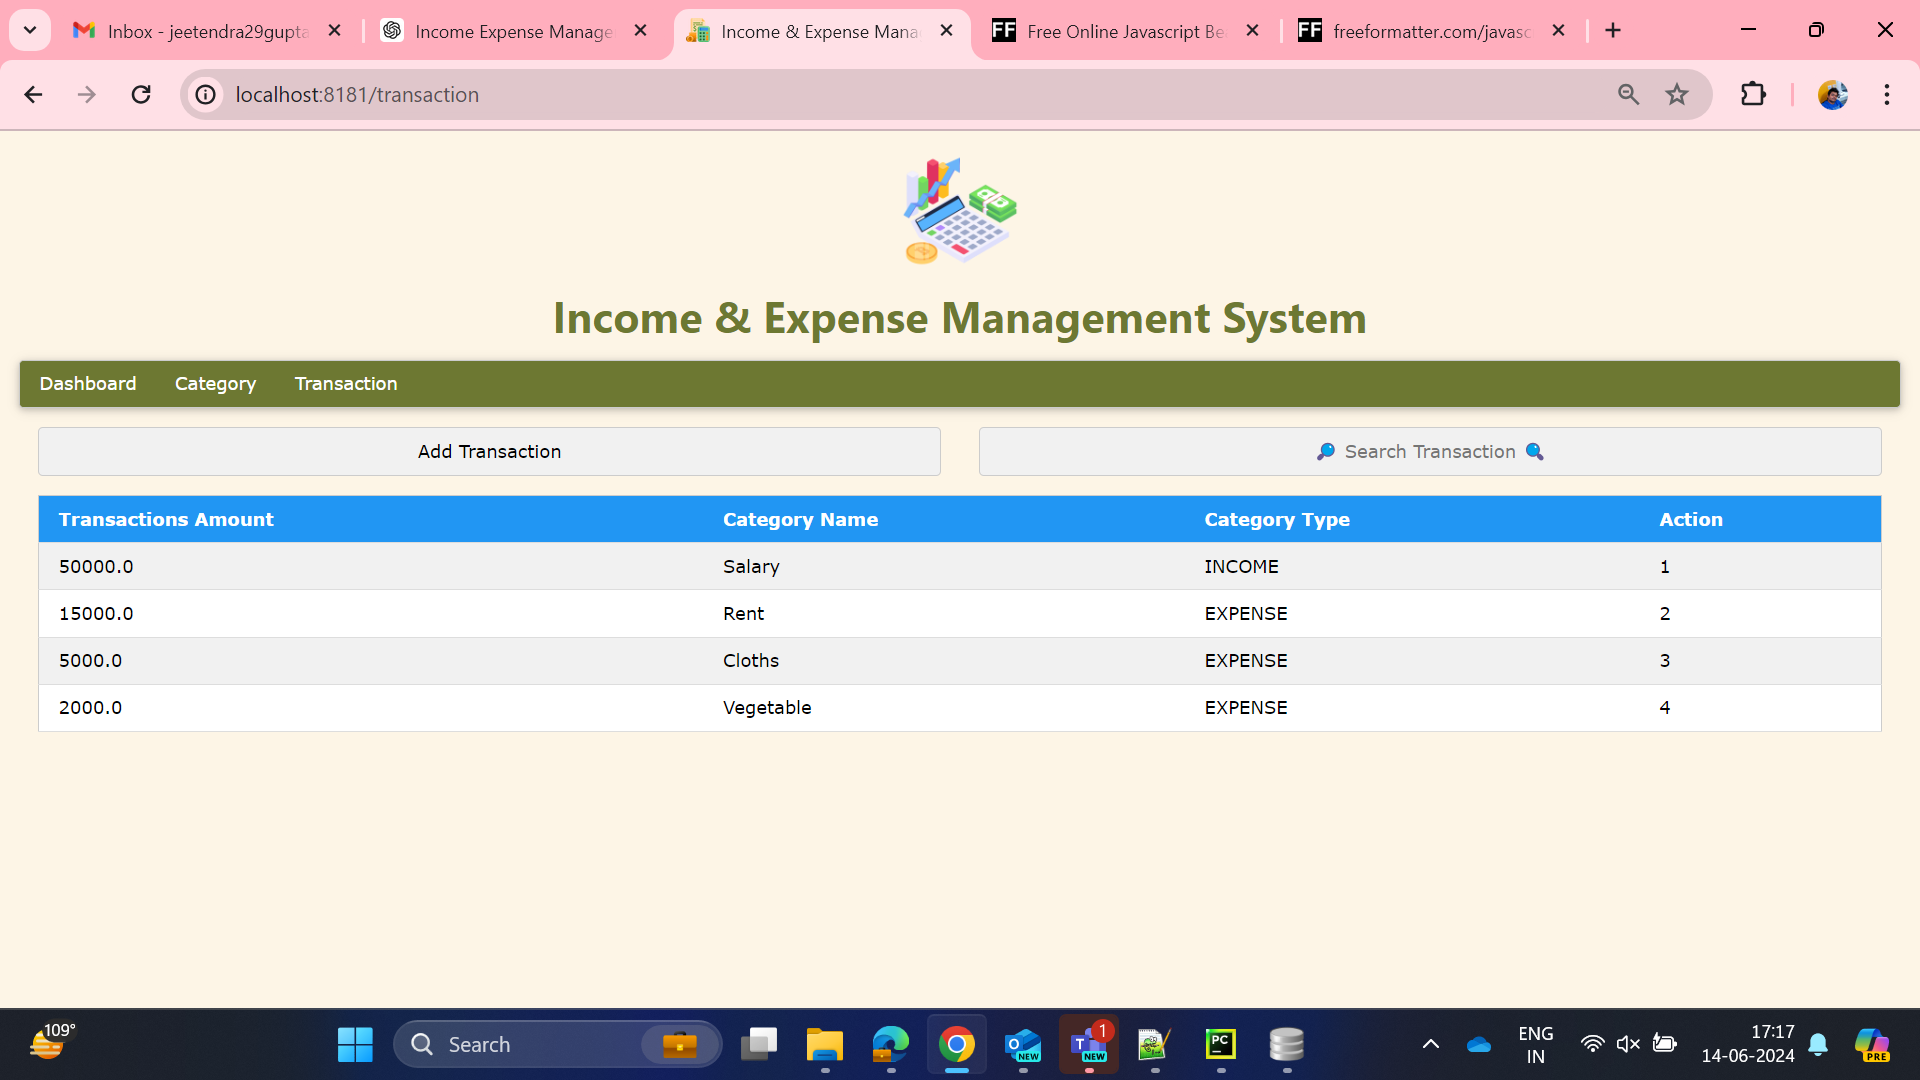 Inbox - jeetendra29gupta
Income Expense Manage
Income & Expense Mana
FF Free Online Javascript Be
FF freeformatter.com/javasc
localhost:8181/transaction
Income & Expense Management System
Dashboard Category Transaction
Add Transaction
🔎 Search Transaction 🔍
Transactions Amount Category Name Category Type Action
50000.0 Salary INCOME 1
15000.0 Rent EXPENSE 2
5000.0 Cloths EXPENSE 3
2000.0 Vegetable EXPENSE 4
109°
Search
O NEW
T NEW 1
PC
ENG
IN
17:17
14-06-2024
PRE